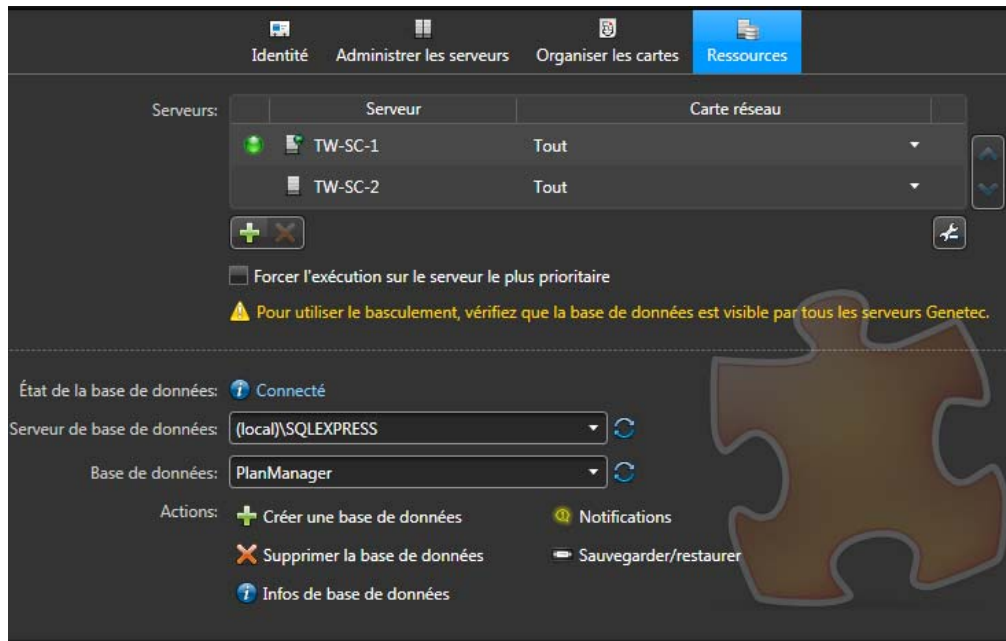 Identité Administrer les serveurs Organiser les cartes Ressources
Serveurs: Serveur Carte réseau
TW-SC-1 Tout
TW-SC-2 Tout
Forcer l'exécution sur le serveur le plus prioritaire
Pour utiliser le basculement, vérifiez que la base de données est visible par tous les serveurs Genetec.
État de la base de données: Connecté
Serveur de base de données: (local)\SQLEXPRESS
Base de données: PlanManager
Actions: Créer une base de données Notifications
Supprimer la base de données Sauvegarder/restaurer
Infos de base de données